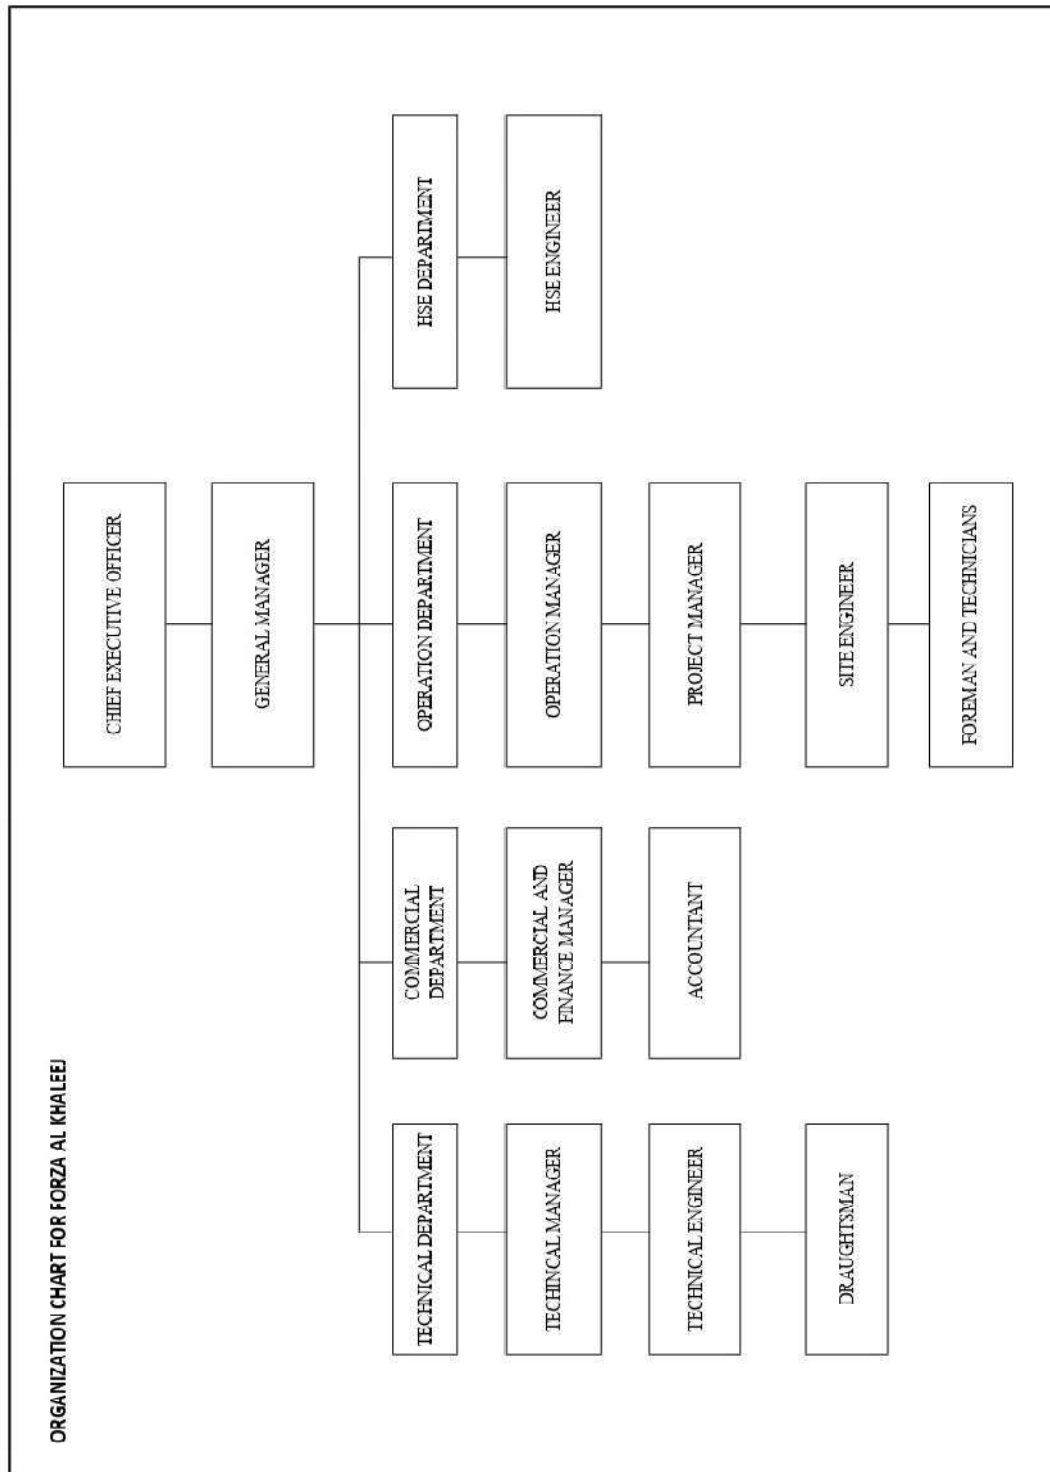 ORGANIZATION CHART FOR FORZA AL KHALEEJ
CHIEF EXECUTIVE OFFICER
GENERAL MANAGER
TECHNICAL DEPARTMENT
COMMERCIAL
DEPARTMENT
OPERATION DEPARTMENT
HSE DEPARTMENT
TECHINCAL MANAGER
COMMERCIAL AND
FINANCE MANAGER
OPERATION MANAGER
HSE ENGINEER
TECHNICAL ENGINEER
ACCOUNTANT
PROJECT MANAGER
DRAUGHTSMAN
SITE ENGINEER
FOREMAN AND TECHNICIANS